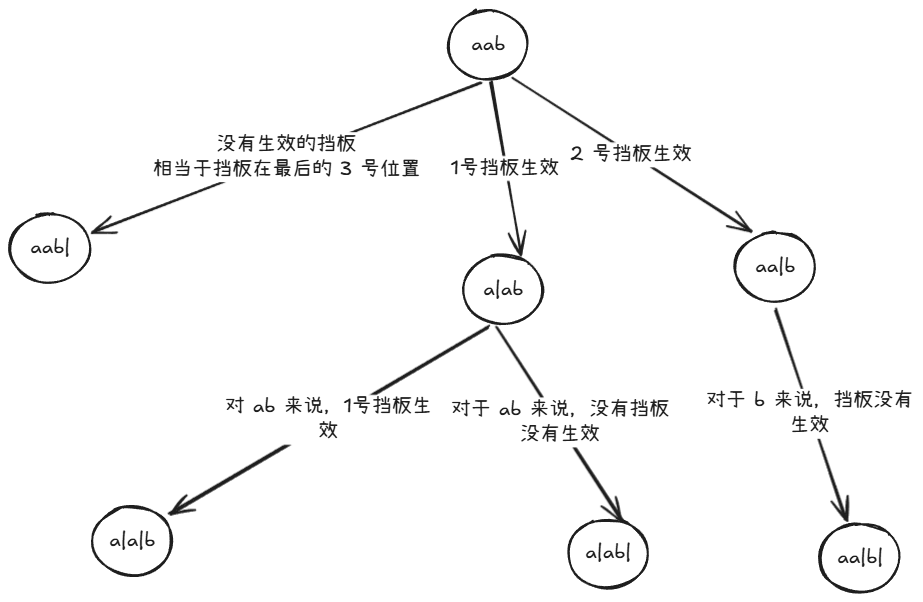 aab
没有生效的挡板
相当于挡板在最后的 3 号位置
1号挡板生效
2 号挡板生效
aab|
a|ab
aa|b
对 ab 来说，1号挡板生
效
对于 ab 来说，没有挡板
没有生效
对于 b 来说，挡板没有
生效
a|a|b
a|ab|
aa|b|